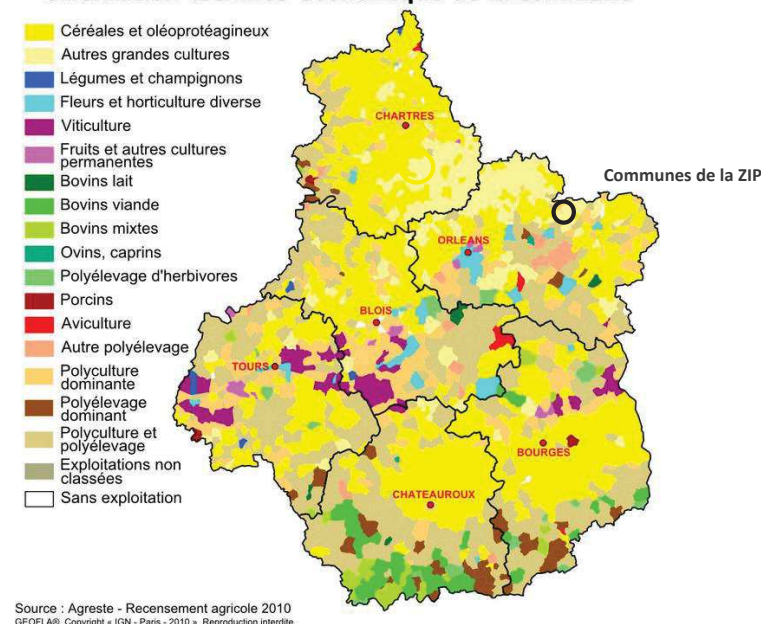 Céréales et oléoprotéagineux
Autres grandes cultures
Légumes et champignons
Fleurs et horticulture diverse
Viticulture
Fruits et autres cultures
permanentes
Bovins lait
Bovins viande
Bovins mixtes
Ovins, caprins
Polyélevage d'herbivores
Porcins
Aviculture
Autre polyélevage
Polyculture
dominante
Polyélevage
dominant
Polyculture et
polyélevage
Exploitations non
classées
Sans exploitation
CHARTRES
Communes de la ZIP
ORLEANS
BLOIS
TOURS
BOURGES
CHATEAUROUX
Source : Agreste - Recensement agricole 2010
GEOFLA®, Copyright « IGN - Paris - 2010 », Reproduction interdite